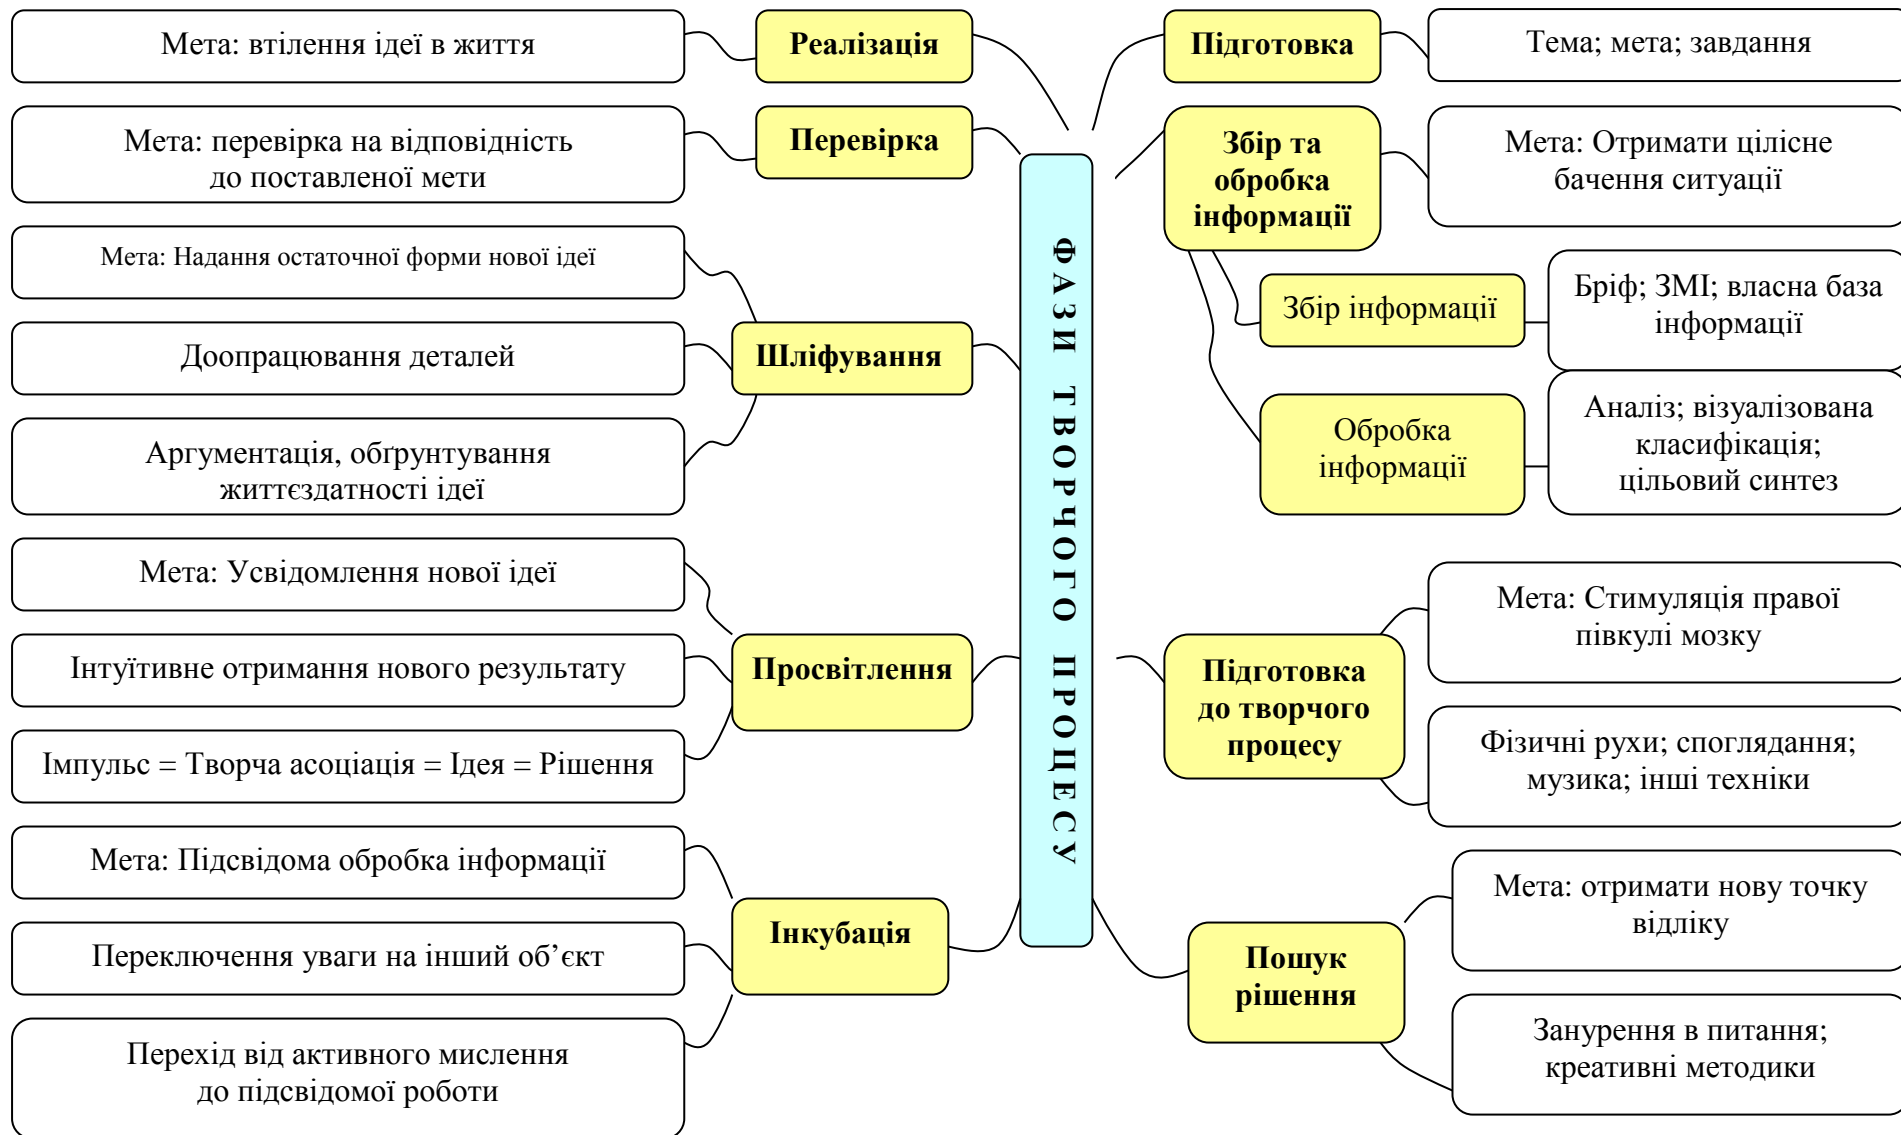 Мета: втілення ідеї в життя
Реалізація
Підготовка
Тема; мета; завдання
Мета: перевірка на відповідність
до поставленої мети
Перевірка
Збір та
обробка
інформації
Мета: Отримати цілісне
бачення ситуації
Мета: Надання остаточної форми нової ідеї
Доопрацювання деталей
Аргументація, обґрунтування
життєздатності ідеї
Шліфування
Збір інформації
Бріф; ЗМІ; власна база
інформації
Обробка
інформації
Аналіз; візуалізована
класифікація;
цільовий синтез
ФАЗИ ТВОРЧОГО ПРОЦЕСУ
Мета: Усвідомлення нової ідеї
Інтуїтивне отримання нового результату
Імпульс = Творча асоціація = Ідея = Рішення
Просвітлення
Підготовка
до творчого
процесу
Мета: Стимуляція правої
півкулі мозку
Фізичні рухи; споглядання;
музика; інші техніки
Мета: Підсвідома обробка інформації
Переключення уваги на інший об’єкт
Перехід від активного мислення
до підсвідомої роботи
Інкубація
Пошук
рішення
Мета: отримати нову точку
відліку
Занурення в питання;
креативні методики